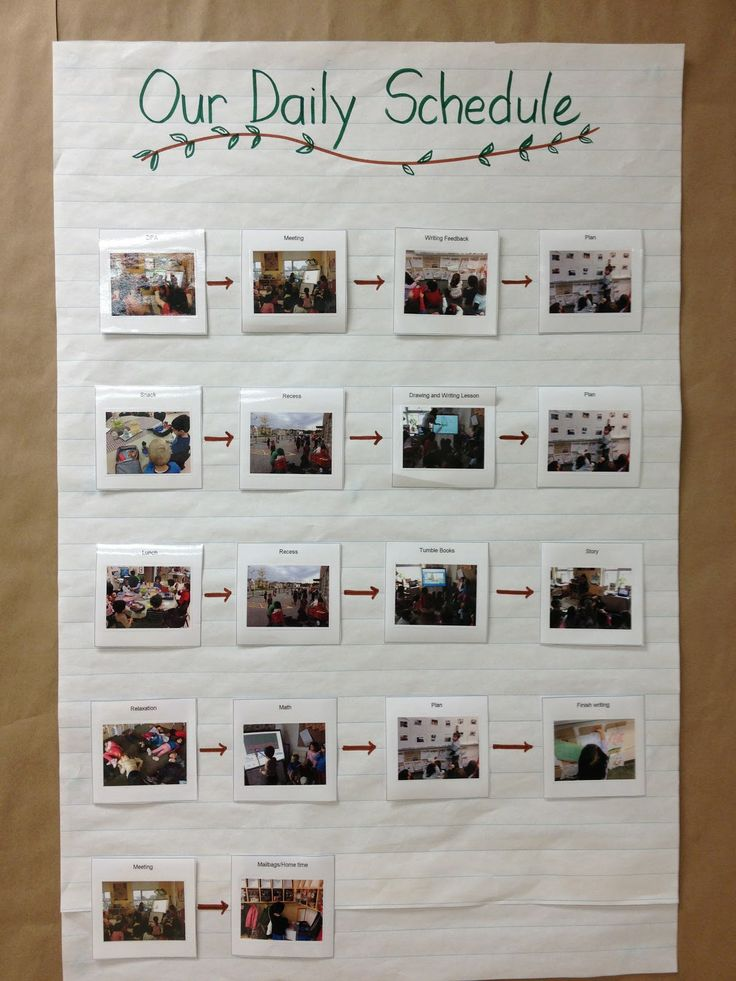 Our Daily Schedule
DPA
Meeting
Writing Feedback
Plan
Snack
Recess
Drawing and Writing Lesson
Plan
Lunch
Recess
Tumble Books
Story
Relaxation
Math
Plan
Finish writing
Meeting
Mailbags/Home time